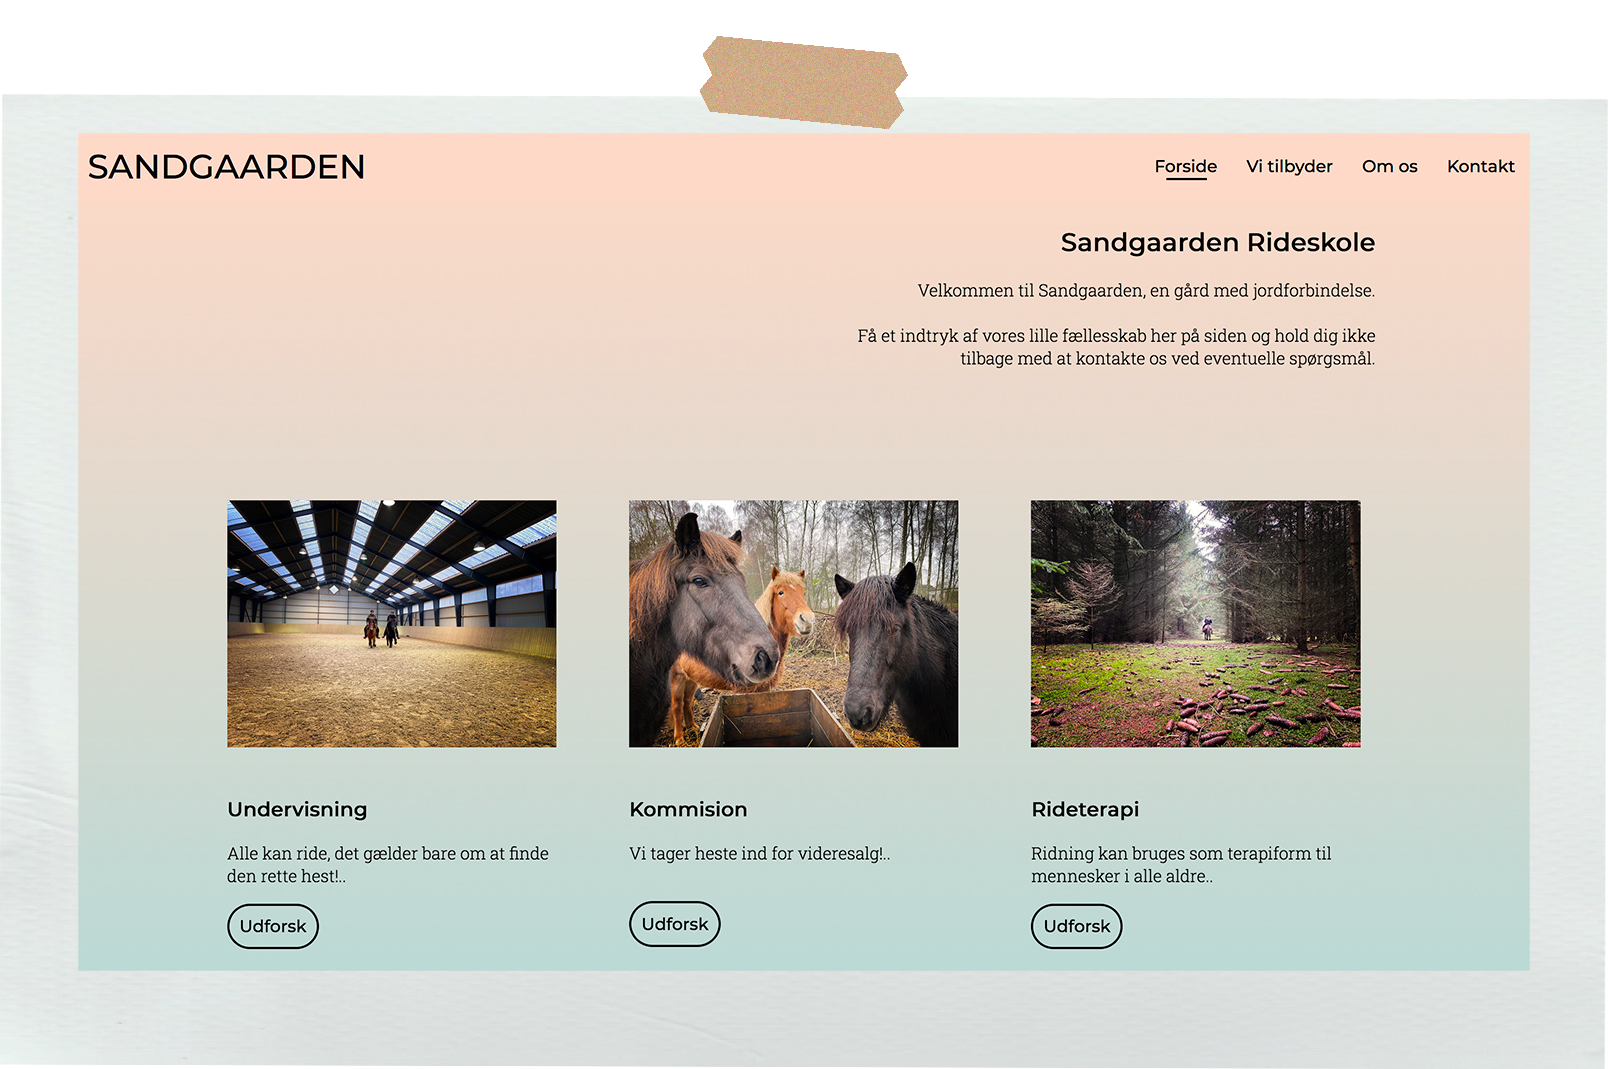 SANDGAARDEN
Forside Vi tilbyder Om os Kontakt
Sandgaarden Rideskole
Velkommen til Sandgaarden, en gård med jordforbindelse.
Få et indtryk af vores lille fællesskab her på siden og hold dig ikke
tilbage med at kontakte os ved eventuelle spørgsmål.
Undervisning
Alle kan ride, det gælder bare om at finde
den rette hest!..
Udforsk
Kommision
Vi tager heste ind for videresalg!..
Udforsk
Rideterapi
Ridning kan bruges som terapiform til
mennesker i alle aldre..
Udforsk